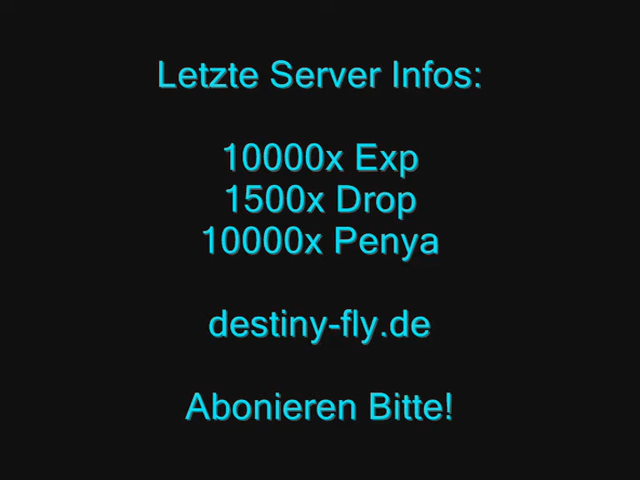 Letzte Server Infos:
10000x Exp
1500x Drop
10000x Penya
destiny-fly.de
Abonieren Bitte!